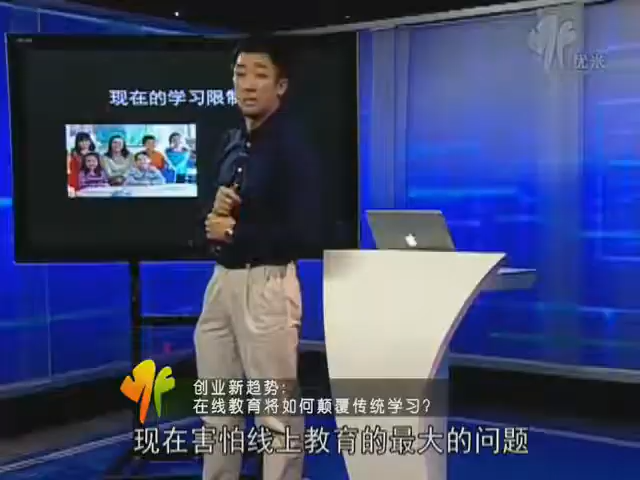 优米
现在的学习限制
创业新趋势：
在线教育将如何颠覆传统学习？
现在害怕线上教育的最大的问题